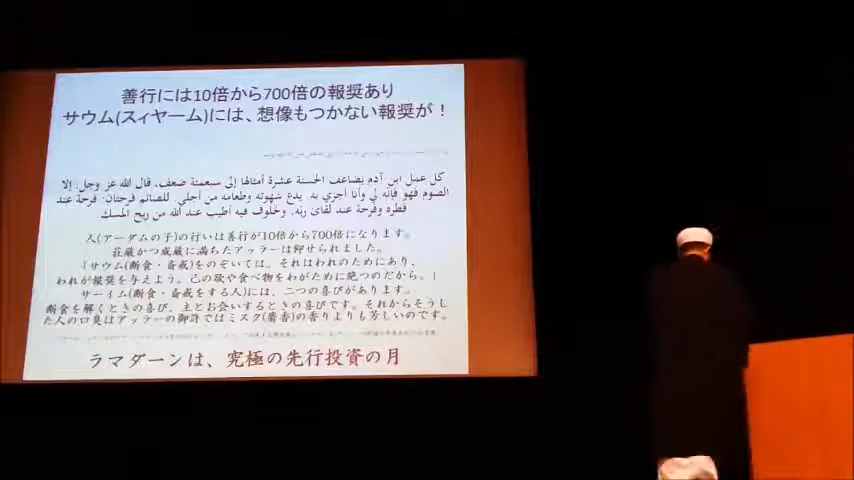 善行には10倍から700倍の報奨あり
サウム(スィヤーム)には、想像もつかない報奨が!
كل عمل ابن آدم يضاعف الحسنة عشرة أمثالها إلى سبعمئة ضعف، قال الله عز وجل: إلا
الصوم فهو فإنه لي وأنا أجزي به، يدع شهوته وطعامه من أجلي. للصائم فرحتان: فرحة عند
فطره وفرحة عند لقائ ربه. وخلوف فيه أطيب عند الله من ريح المسك
人(アーダムの子)の行いは善行が10倍から700倍になります。
荘厳かつ威厳に満ちたアッラーは仰せられました。
「サウム(断食・斎戒)をのぞいては。それはわれのためにあり、
われが報奨を与えよう。己の欲や食べ物をわがために絶つのだから。」
サーイム(断食・斎戒をする人)には、二つの喜びがあります。
断食を解くときの喜び、主とお会いするときの喜びです。それからそうし
た人の口臭はアッラーの御許ではミスク(麝香)の香りよりも芳しいのです。
ラマダーンは、究極の先行投資の月